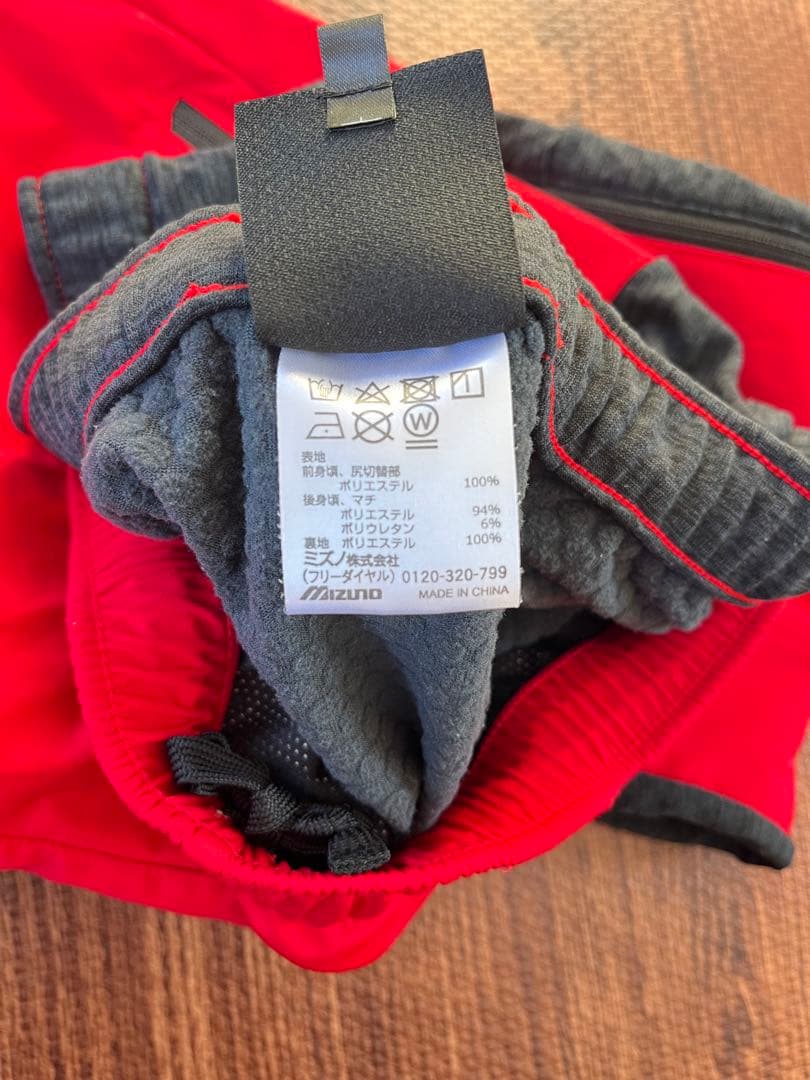 W
表地
前身頃、尻切替部
ポリエステル 100%
後身頃、マチ
ポリエステル 94%
ポリウレタン 6%
裏地 ポリエステル 100%
ミズノ株式会社
(フリーダイヤル) 0120-320-799
MIZUNO MADE IN CHINA